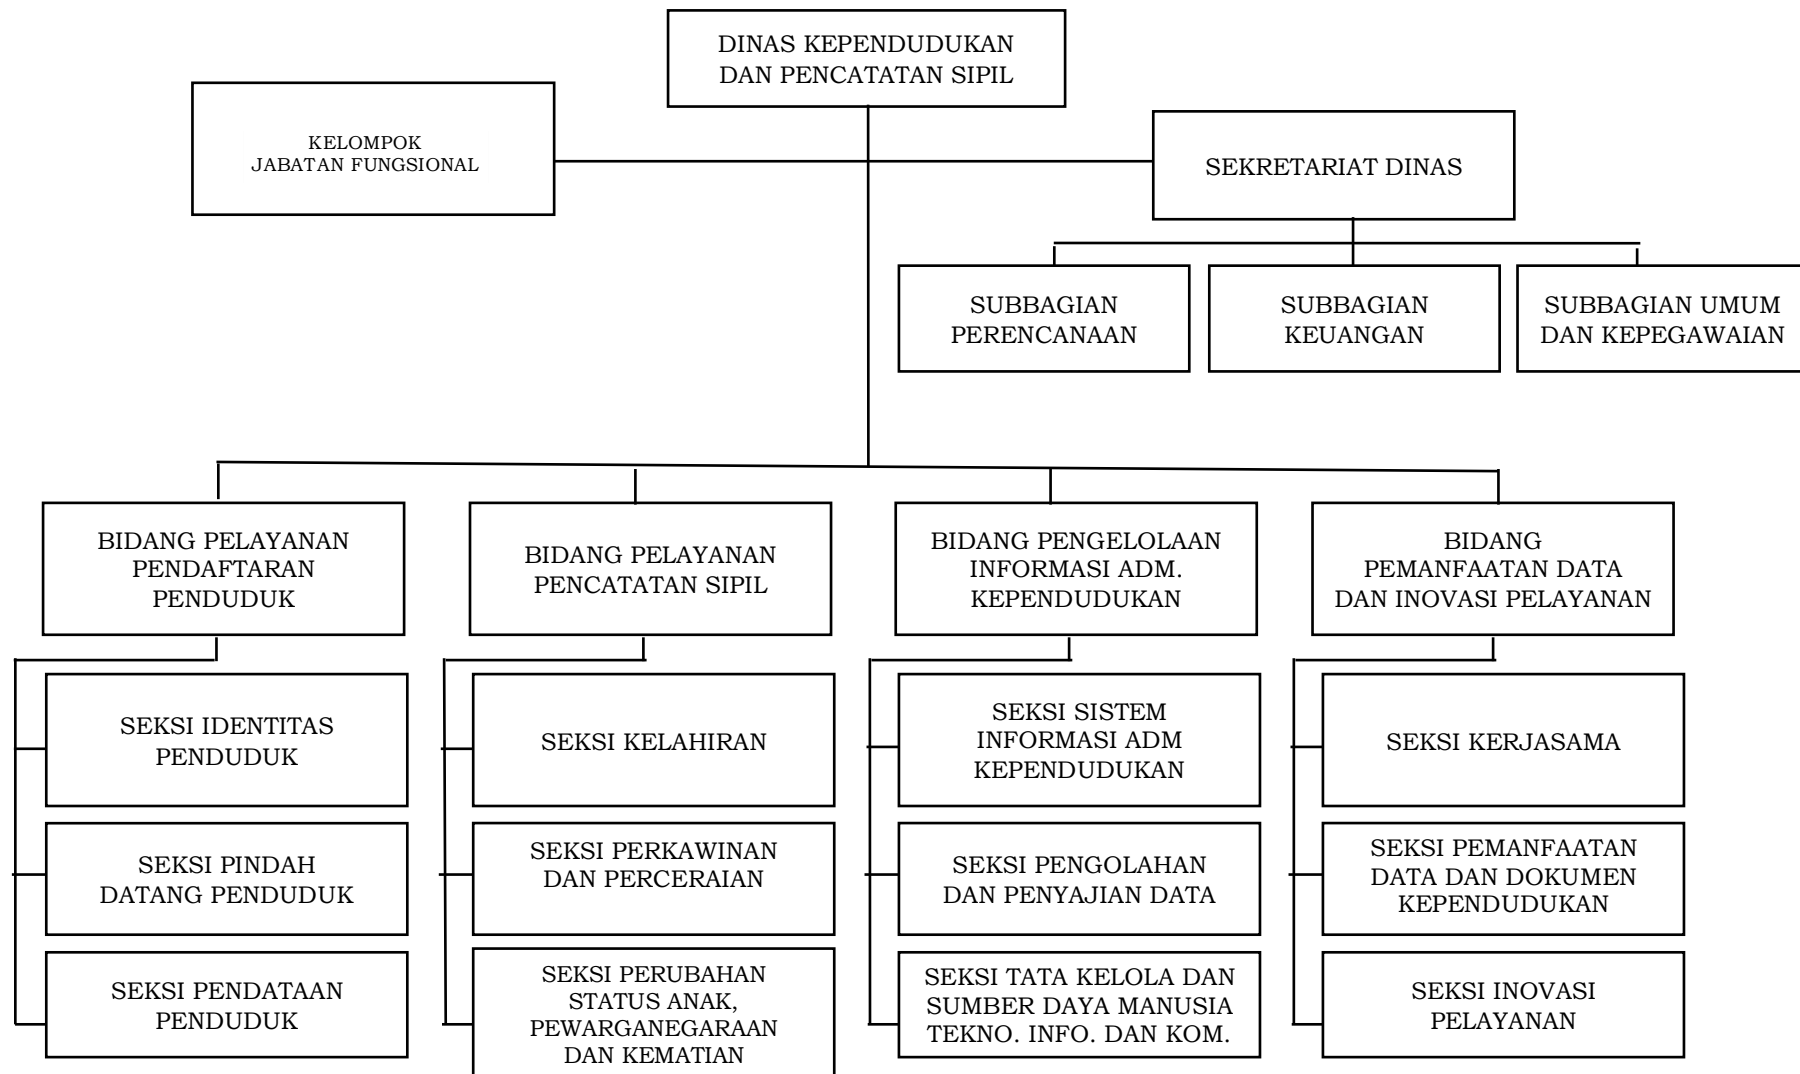 DINAS KEPENDUDUKAN
DAN PENCATATAN SIPIL
KELOMPOK
JABATAN FUNGSIONAL
SEKRETARIAT DINAS
SUBBAGIAN
PERENCANAAN
SUBBAGIAN
KEUANGAN
SUBBAGIAN UMUM
DAN KEPEGAWAIAN
BIDANG PELAYANAN
PENDAFTARAN
PENDUDUK
BIDANG PELAYANAN
PENCATATAN SIPIL
BIDANG PENGELOLAAN
INFORMASI ADM.
KEPENDUDUKAN
BIDANG
PEMANFAATAN DATA
DAN INOVASI PELAYANAN
SEKSI IDENTITAS
PENDUDUK
SEKSI KELAHIRAN
SEKSI SISTEM
INFORMASI ADM
KEPENDUDUKAN
SEKSI KERJASAMA
SEKSI PINDAH
DATANG PENDUDUK
SEKSI PERKAWINAN
DAN PERCERAIAN
SEKSI PENGOLAHAN
DAN PENYAJIAN DATA
SEKSI PEMANFAATAN
DATA DAN DOKUMEN
KEPENDUDUKAN
SEKSI PENDATAAN
PENDUDUK
SEKSI PERUBAHAN
STATUS ANAK,
PEWARGANEGARAAN
DAN KEMATIAN
SEKSI TATA KELOLA DAN
SUMBER DAYA MANUSIA
TEKNO. INFO. DAN KOM.
SEKSI INOVASI
PELAYANAN